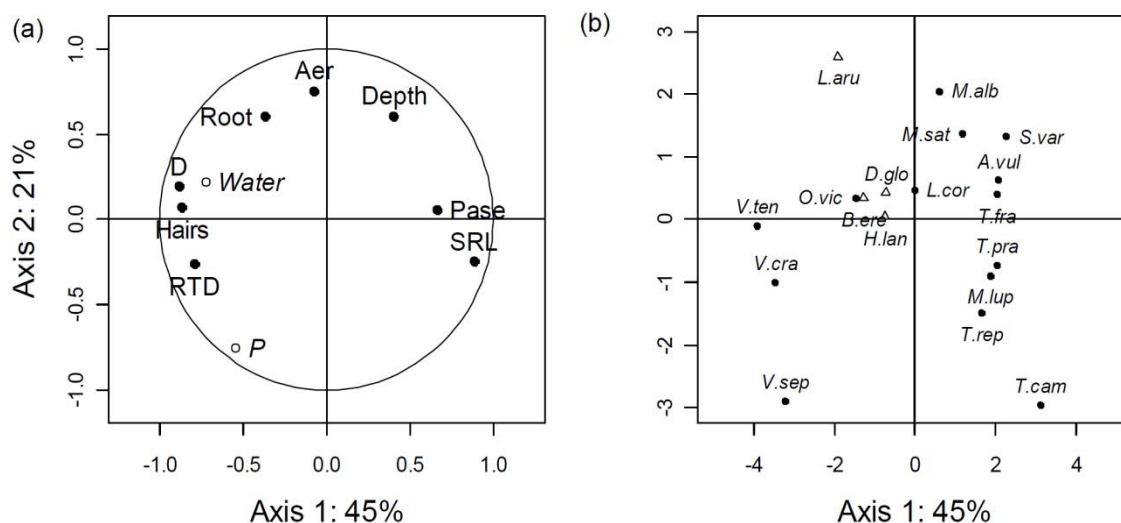 (a)
Axis 2: 21%
1.0
0.5
0.0
-0.5
-1.0
Aer
Depth
Root
D
Water
Hairs
Pase
SRL
RTD
P
-1.0 -0.5 0.0 0.5 1.0
Axis 1: 45%
(b)
3
2
1
0
-1
-2
-3
L.aru
M.alb
M.sat
S.var
A.vul
D.glo
O.vic
L.cor
V.ten
B.ere
T.fra
H.lan
T.pra
V.cra
M.lup
T.rep
V.sep
T.cam
-4 -2 0 2 4
Axis 1: 45%